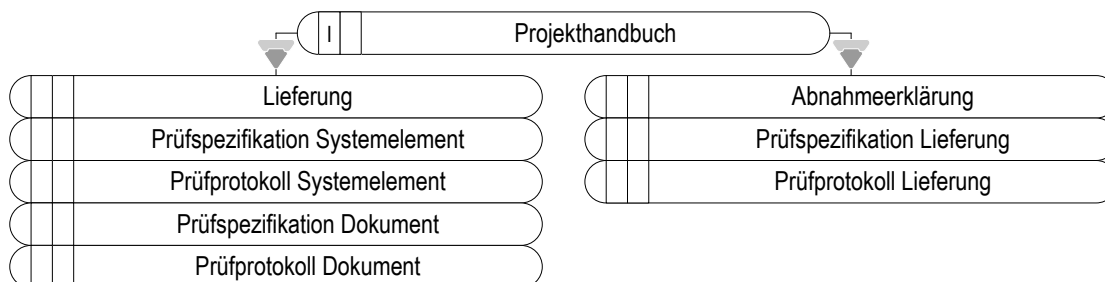 I Projekthandbuch
Lieferung
Prüfspezifikation Systemelement
Prüfprotokoll Systemelement
Prüfspezifikation Dokument
Prüfprotokoll Dokument
Abnahmeerklärung
Prüfspezifikation Lieferung
Prüfprotokoll Lieferung